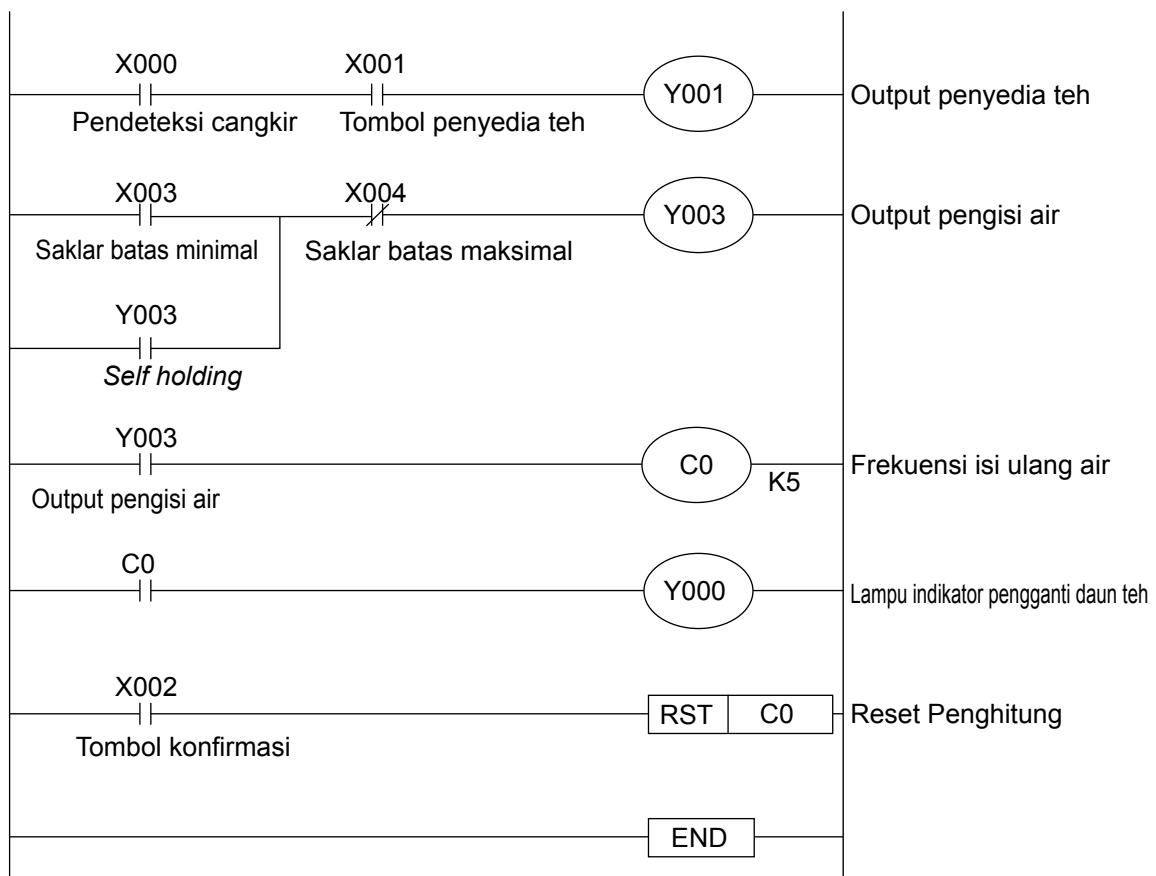 X000 X001
Y001 Output penyedia teh
Pendeteksi cangkir Tombol penyedia teh
X003 X004
Y003 Output pengisi air
Saklar batas minimal Saklar batas maksimal
Y003
Self holding
Y003
C0 K5 Frekuensi isi ulang air
Output pengisi air
C0
Y000 Lampu indikator pengganti daun teh
X002
RST C0 Reset Penghitung
Tombol konfirmasi
END